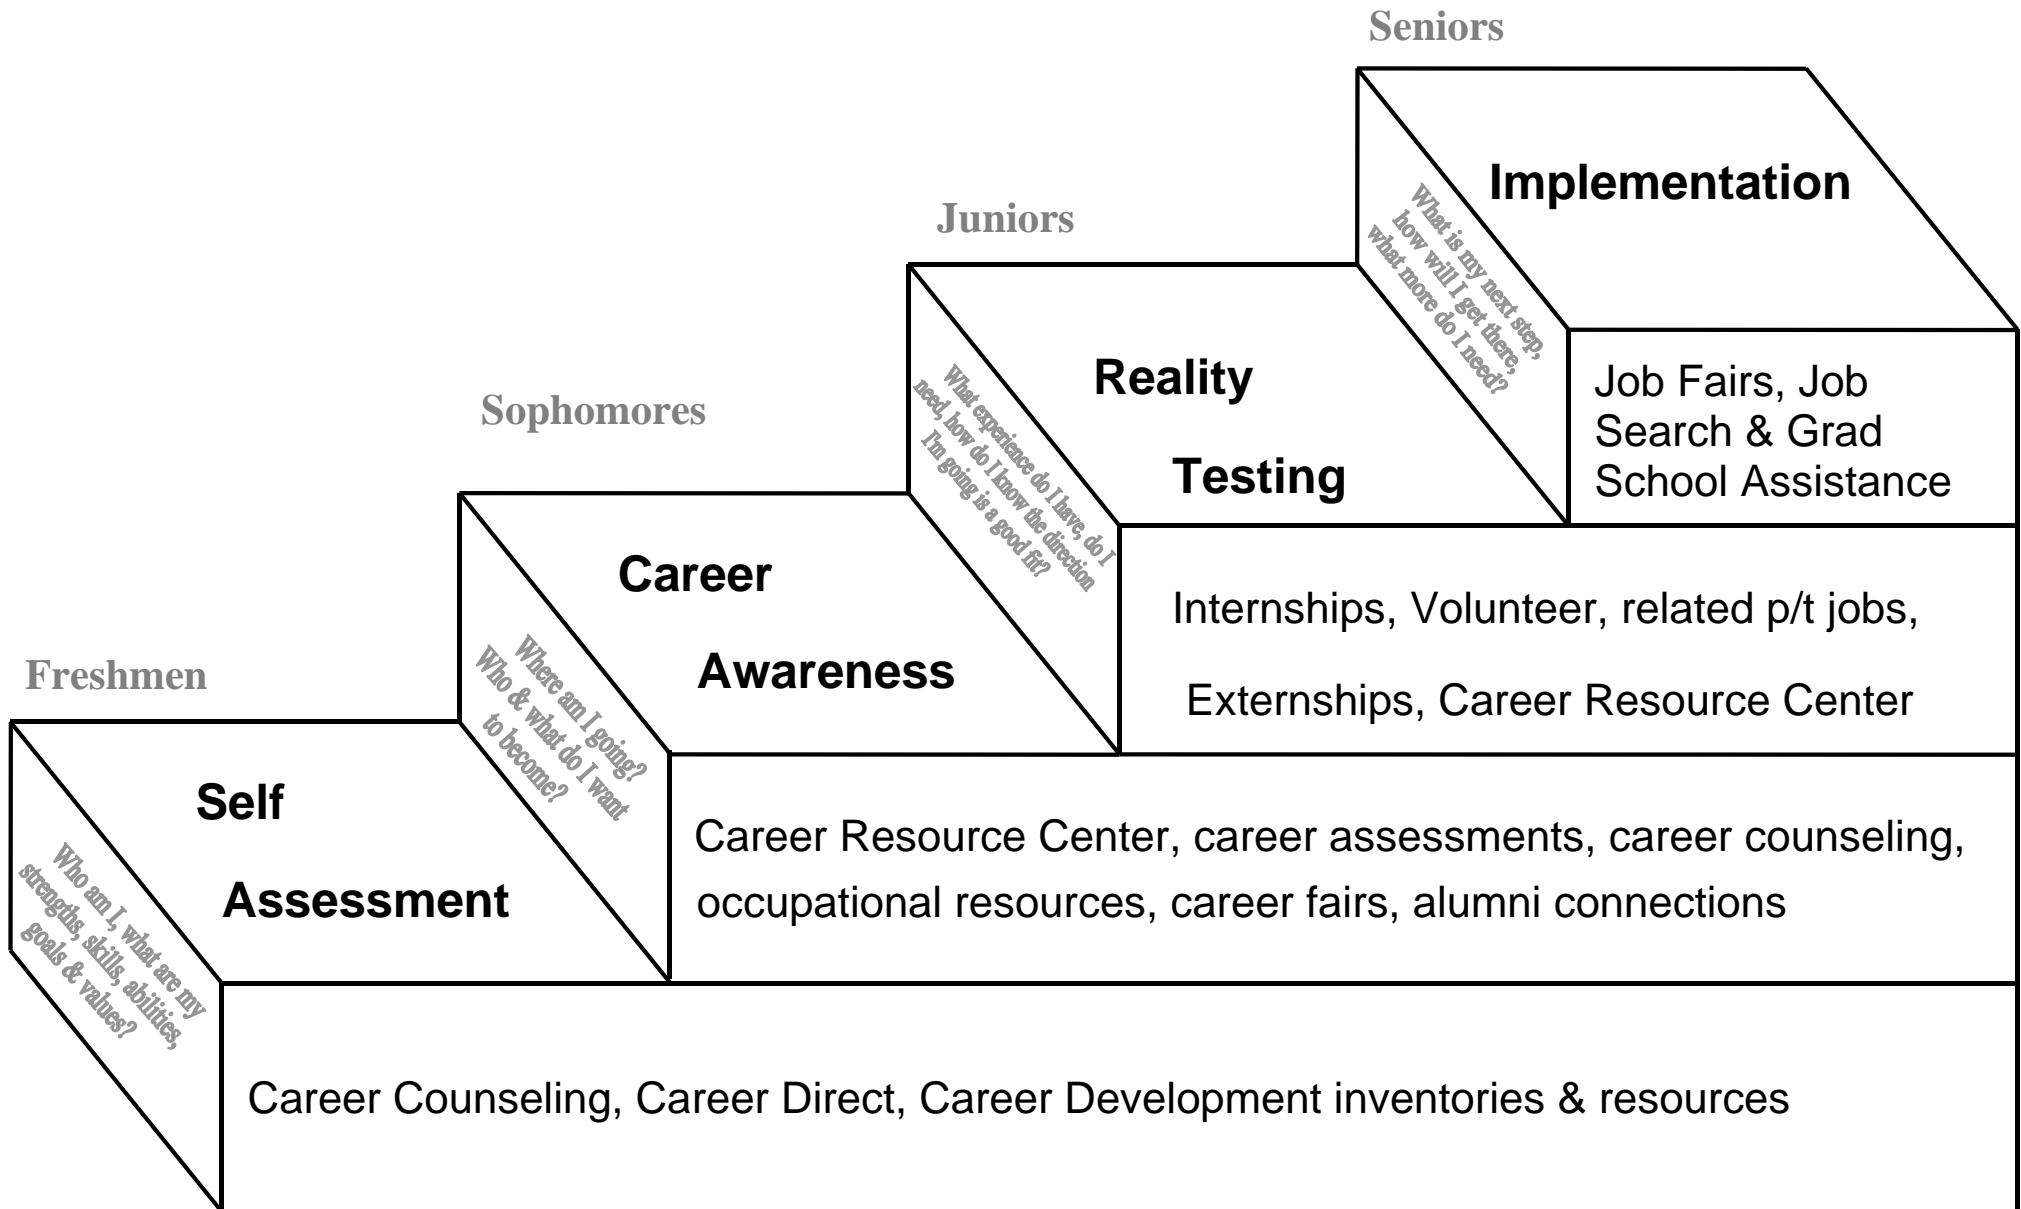 Seniors
Implementation
What is my next step,
how will I get there,
what more do I need?
Job Fairs, Job
Search & Grad
School Assistance
Juniors
Reality
Testing
What experience do I have, do I
need, how do I know the direction
I'm going is a good fit?
Internships, Volunteer, related p/t jobs,
Externships, Career Resource Center
Sophomores
Career
Awareness
Where am I going?
Who & what do I want
to become?
Career Resource Center, career assessments, career counseling,
occupational resources, career fairs, alumni connections
Freshmen
Self
Assessment
Who am I, what are my
strengths, skills, abilities,
goals & values?
Career Counseling, Career Direct, Career Development inventories & resources